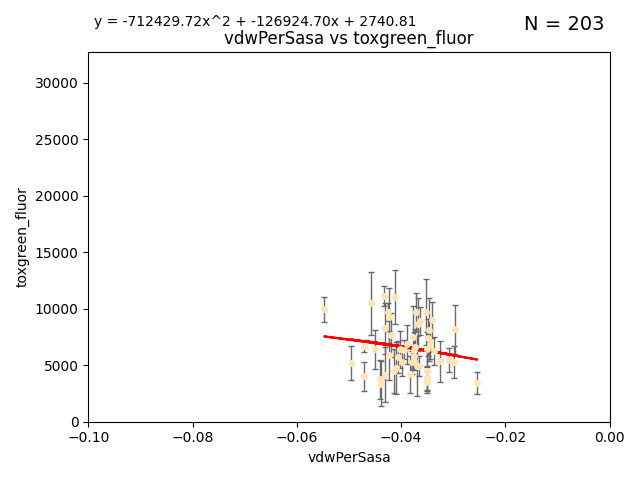 y = -712429.72x^2 + -126924.70x + 2740.81
N = 203
vdwPerSasa vs toxgreen_fluor
toxgreen_fluor
30000
25000
20000
15000
10000
5000
0
−0.10 −0.08 −0.06 −0.04 −0.02 0.00
vdwPerSasa